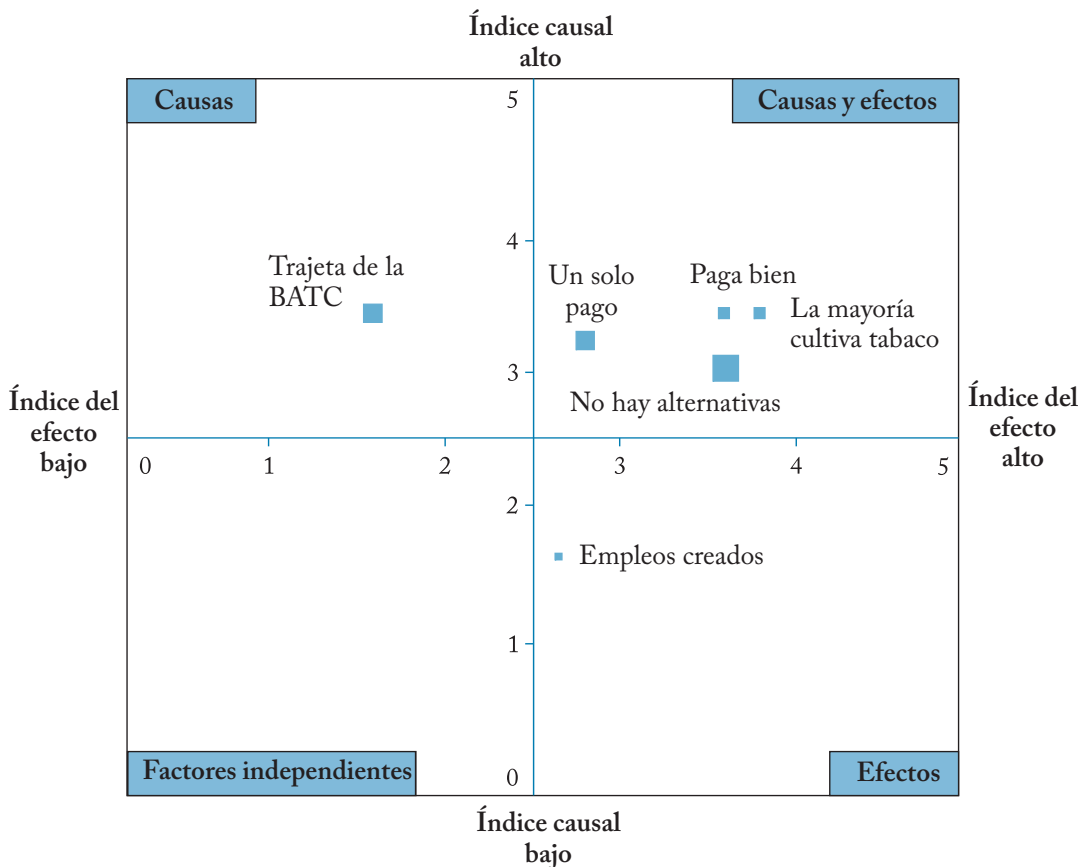 Índice causal
alto
Causas
5
Causas y efectos
4
Trajeta de la
BATC
Un solo
pago
Paga bien
La mayoría
cultiva tabaco
3
No hay alternativas
Índice del
efecto
bajo
Índice del
efecto
alto
0
1
2
3
4
5
2
Empleos creados
1
Factores independientes
0
Efectos
Índice causal
bajo